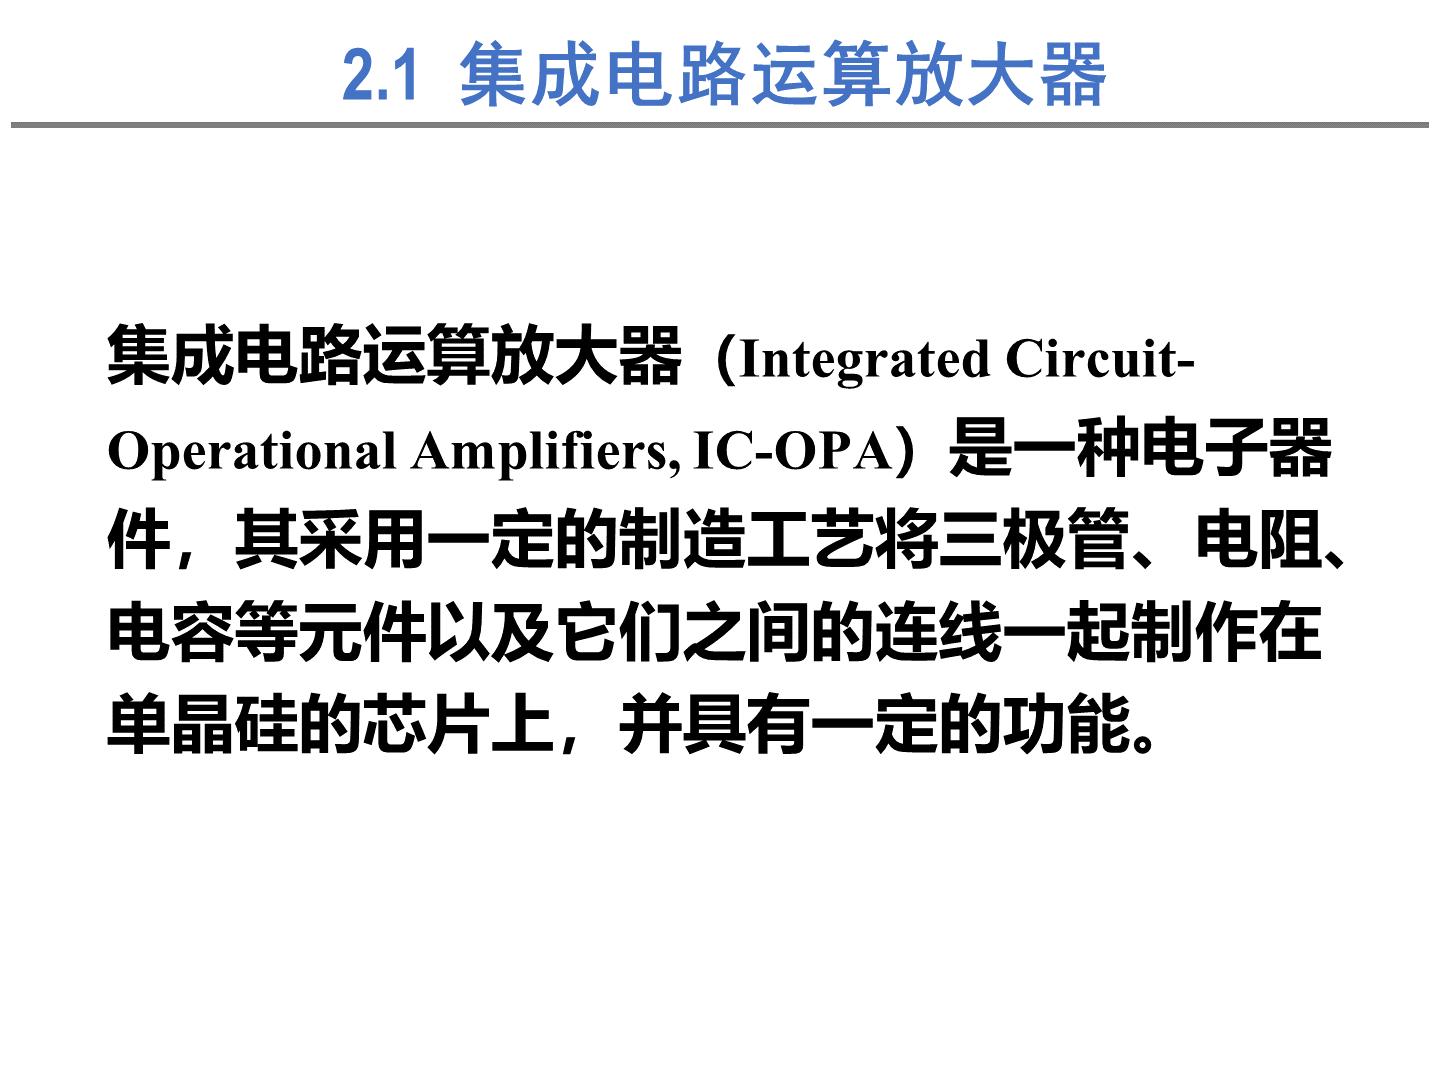 2.1 集成电路运算放大器
集成电路运算放大器（Integrated Circuit-
Operational Amplifiers, IC-OPA）是一种电子器
件，其采用一定的制造工艺将三极管、电阻、
电容等元件以及它们之间的连线一起制作在
单晶硅的芯片上，并具有一定的功能。